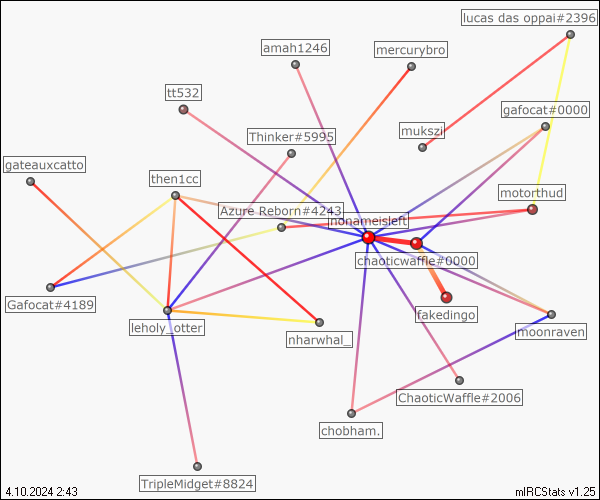 lucas das oppai#2396
amah1246
mercurybro
tt532
gafocat#0000
Thinker#5995
mukszi
gateauxcatto
then1cc
motorthud
Azure Reborn#4243
nonameisleft
chaoticwaffle#0000
Gafocat#4189
fakedingo
leholy_otter
moonraven
nharwhal_
ChaoticWaffle#2006
chobham.
TripleMidget#8824
4.10.2024 2:43
mIRCStats v1.25